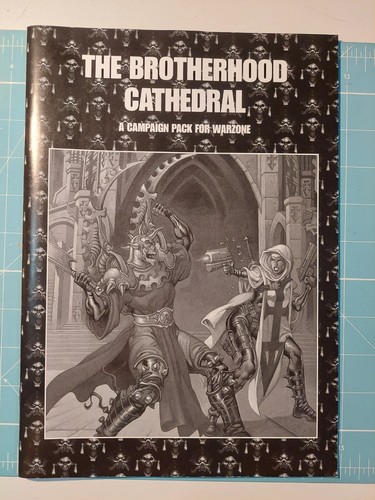 THE BROTHERHOOD
CATHEDRAL
A CAMPAIGN PACK FOR WARZONE